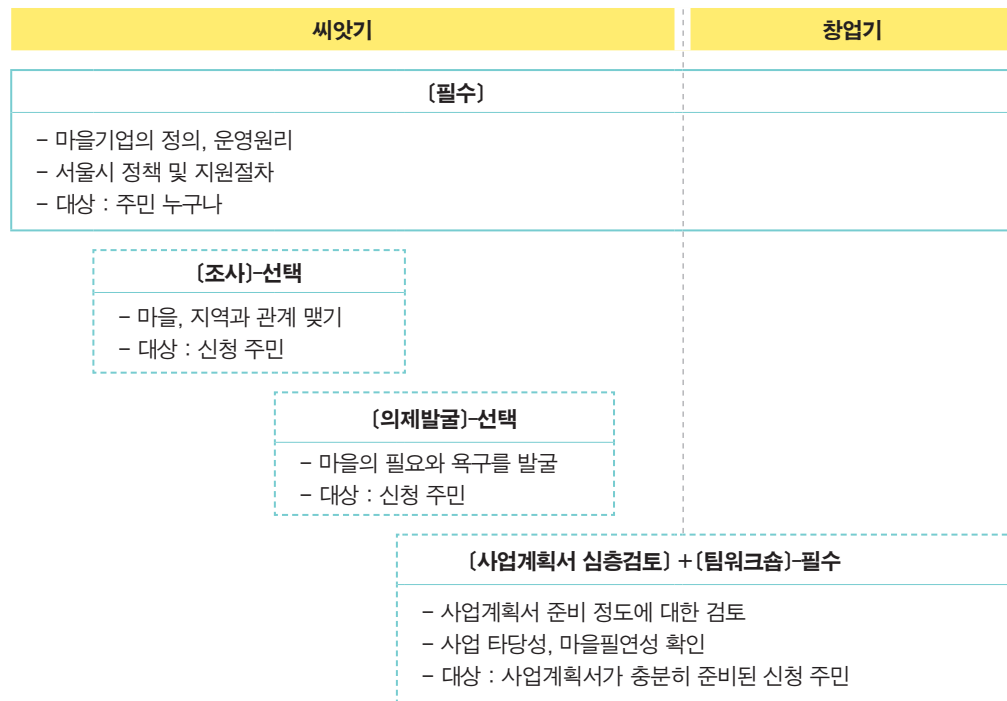 씨앗기
창업기
(필수)
- 마을기업의 정의, 운영원리
- 서울시 정책 및 지원절차
- 대상 : 주민 누구나
(조사)-선택
- 마을, 지역과 관계 맺기
- 대상 : 신청 주민
(의제발굴)-선택
- 마을의 필요와 욕구를 발굴
- 대상 : 신청 주민
(사업계획서 심층검토) + (팀워크숍)-필수
- 사업계획서 준비 정도에 대한 검토
- 사업 타당성, 마을필연성 확인
- 대상 : 사업계획서가 충분히 준비된 신청 주민